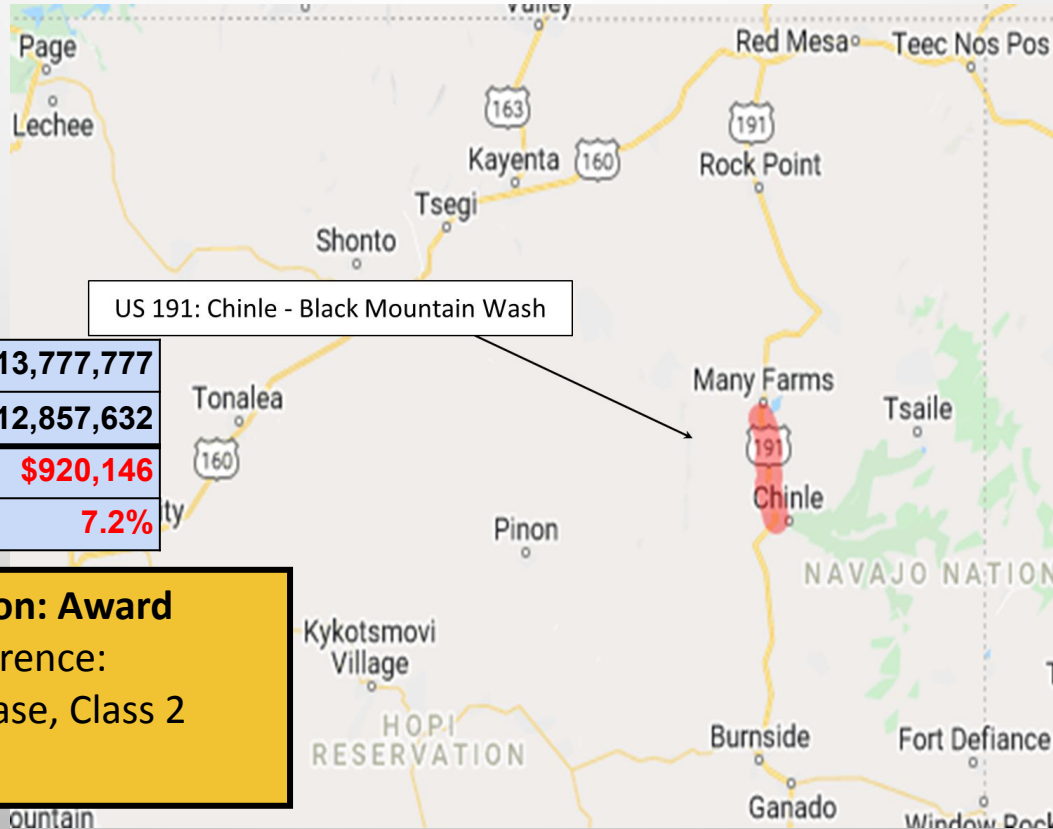 Valley
Page
Red Mesa
Teec Nos Pos
Lechee
163
191
Kayenta
160
Rock Point
Tsegi
Shonto
US 191: Chinle - Black Mountain Wash
13,777,777
12,857,632
$920,146
7.2%
Many Farms
Tonalea
Tsaile
191
160
Chinle
ty
Pinon
NAVAJO NATION
on: Award
rence:
ase, Class 2
Kykotsmovi
Village
HOPI
RESERVATION
Burnside
Fort Defiance
Ganado
ountain
Window Rock